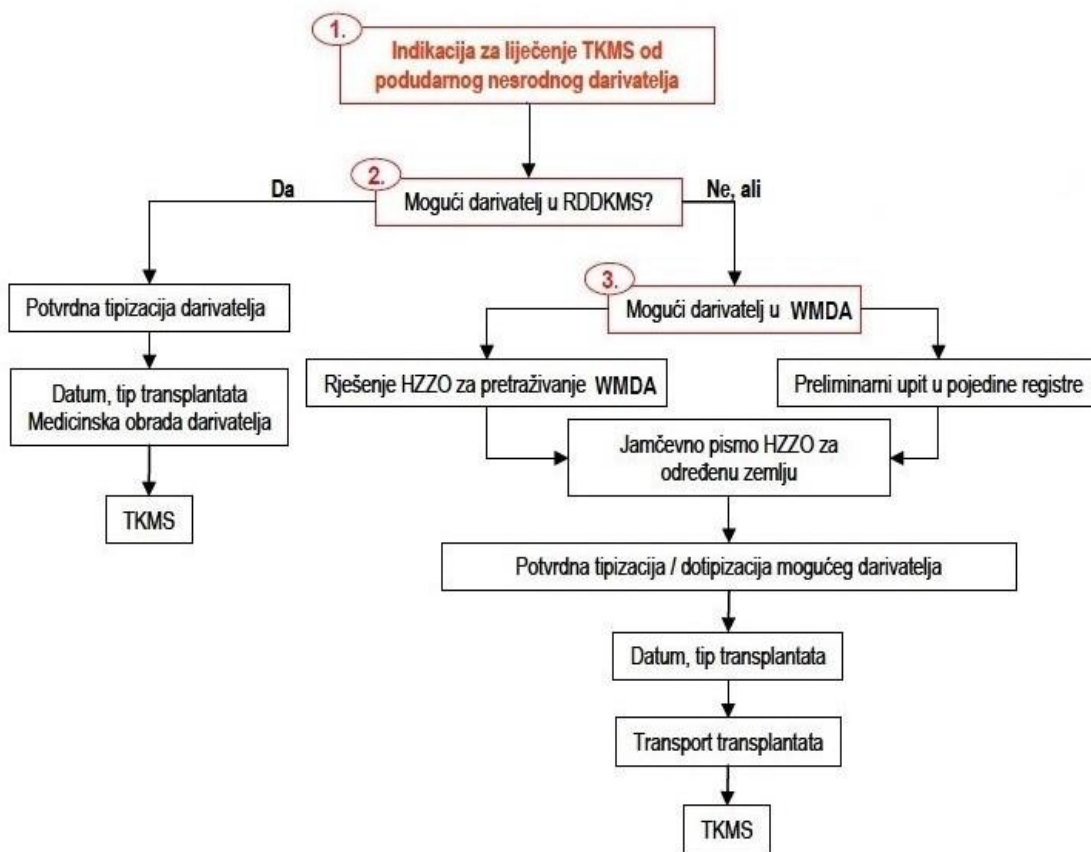 1.
Indikacija za liječenje TKMS od
podudarnog nesrodnog darivatelja
2.
Da
Mogući darivatelj u RDDKMS?
Ne, ali
Potvrdna tipizacija darivatelja
3.
Mogući darivatelj u WMDA
Datum, tip transplantata
Medicinska obrada darivatelja
Rješenje HZZO za pretraživanje WMDA
Preliminarni upit u pojedine registre
Jamčevno pismo HZZO za
određenu zemlju
TKMS
Potvrdna tipizacija / dotipizacija mogućeg darivatelja
Datum, tip transplantata
Transport transplantata
TKMS